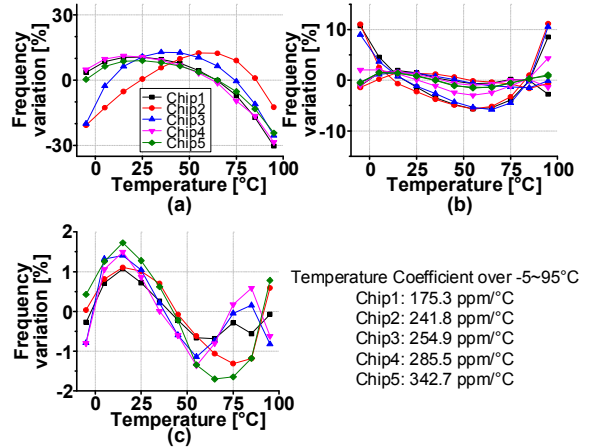 Frequency
variation [%]
30
0
-30
0
25
50
75
100
Temperature [°C]
(a)
Chip1
Chip2
Chip3
Chip4
Chip5
Frequency
variation [%]
10
0
-10
0
25
50
75
100
Temperature [°C]
(b)
Frequency
variation [%]
2
1
0
-1
-2
0
25
50
75
100
Temperature [°C]
(c)
Temperature Coefficient over -5~95°C
Chip1: 175.3 ppm/°C
Chip2: 241.8 ppm/°C
Chip3: 254.9 ppm/°C
Chip4: 285.5 ppm/°C
Chip5: 342.7 ppm/°C